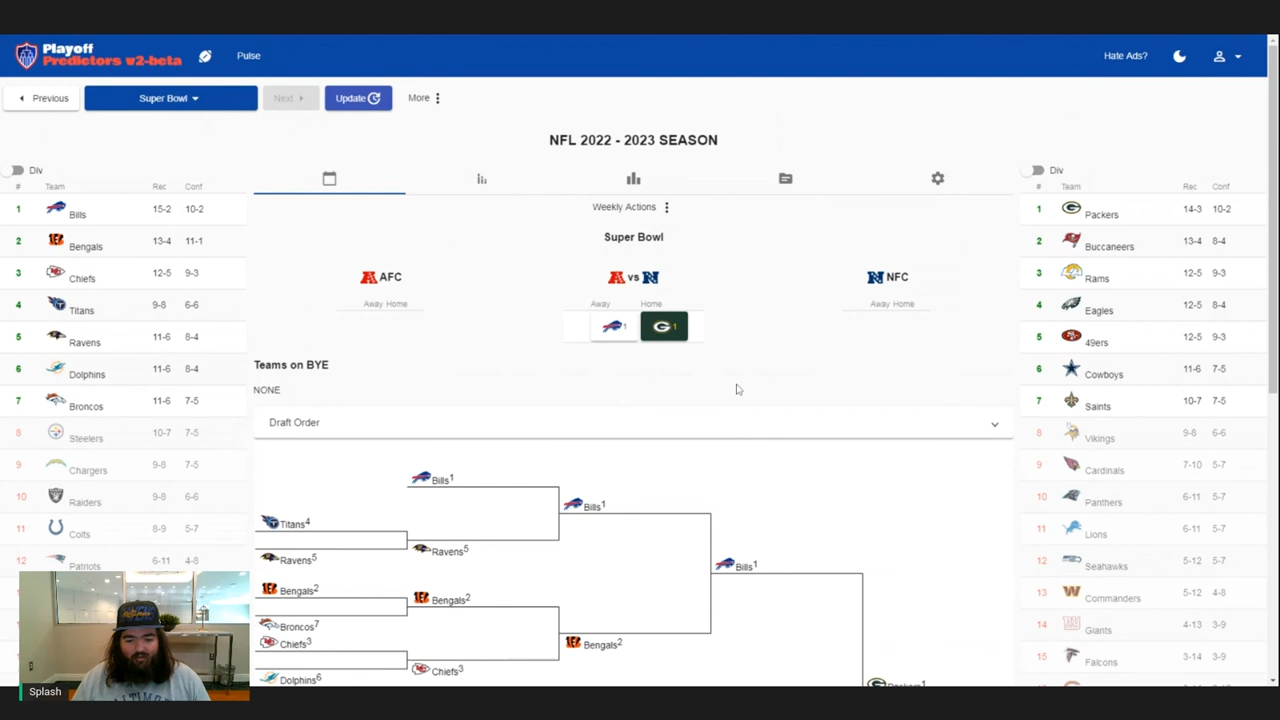 Playoff
Predictors v2-beta
Pulse
Hate Ads?
Previous
Super Bowl
Next
Update
More
NFL 2022 - 2023 SEASON
Div
# Team Rec Conf
1 Bills 15-2 10-2
2 Bengals 13-4 11-1
3 Chiefs 12-5 9-3
4 Titans 9-8 6-6
5 Ravens 11-6 8-4
6 Dolphins 11-6 8-4
7 Broncos 11-6 7-5
8 Steelers 10-7 7-5
9 Chargers 9-8 7-5
10 Raiders 9-8 6-6
11 Colts 8-9 5-7
12 Patriots 6-11 4-8
Weekly Actions
Super Bowl
AFC
Away Home
A vs N
Away Home
1 G 1
NFC
Away Home
Teams on BYE
NONE
Draft Order
Bills1
Titans4
Ravens5
Ravens5
Bills1
Bills1
Bengals2
Broncos7
Bengals2
Chiefs3
Dolphins6
Chiefs3
Bengals2
Packers1
Div
# Team Rec Conf
1 Packers 14-3 10-2
2 Buccaneers 13-4 8-4
3 Rams 12-5 9-3
4 Eagles 12-5 8-4
5 49ers 12-5 9-3
6 Cowboys 11-6 7-5
7 Saints 10-7 7-5
8 Vikings 9-8 6-6
9 Cardinals 7-10 5-7
10 Panthers 6-11 5-7
11 Lions 6-11 5-7
12 Seahawks 5-12 5-7
13 Commanders 5-12 4-8
14 Giants 4-13 3-9
15 Falcons 3-14 3-9
Splash